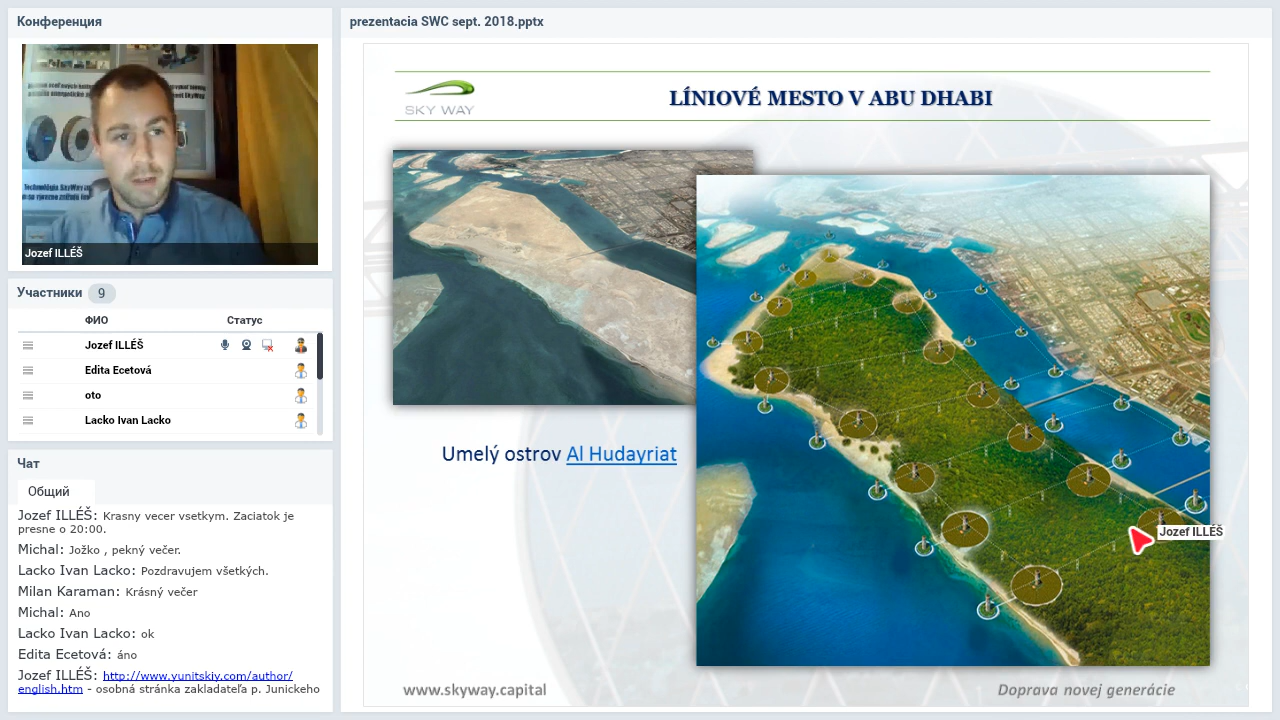 Конференция
Jozef ILLÉŠ
Участники 9
ФИО Статус
Jozef ILLÉŠ
Edita Ecetová
oto
Lacko Ivan Lacko
Чат
Общий
Jozef ILLÉŠ: Krasny vecer vsetkym. Zaciatok je
presne o 20:00.
Michal: Jožko , pekný večer.
Lacko Ivan Lacko: Pozdravujem všetkých.
Milan Karaman: Krásný večer
Michal: Ano
Lacko Ivan Lacko: ok
Edita Ecetová: áno
Jozef ILLÉŠ: http://www.yunitskiy.com/author/
english.htm - osobná stránka zakladateľa p. Junickeho
prezentacia SWC sept. 2018.pptx
SKY WAY
LÍNIOVÉ MESTO V ABU DHABI
Umelý ostrov Al Hudayriat
Jozef ILLÉŠ
www.skyway.capital
Doprava novej generácie